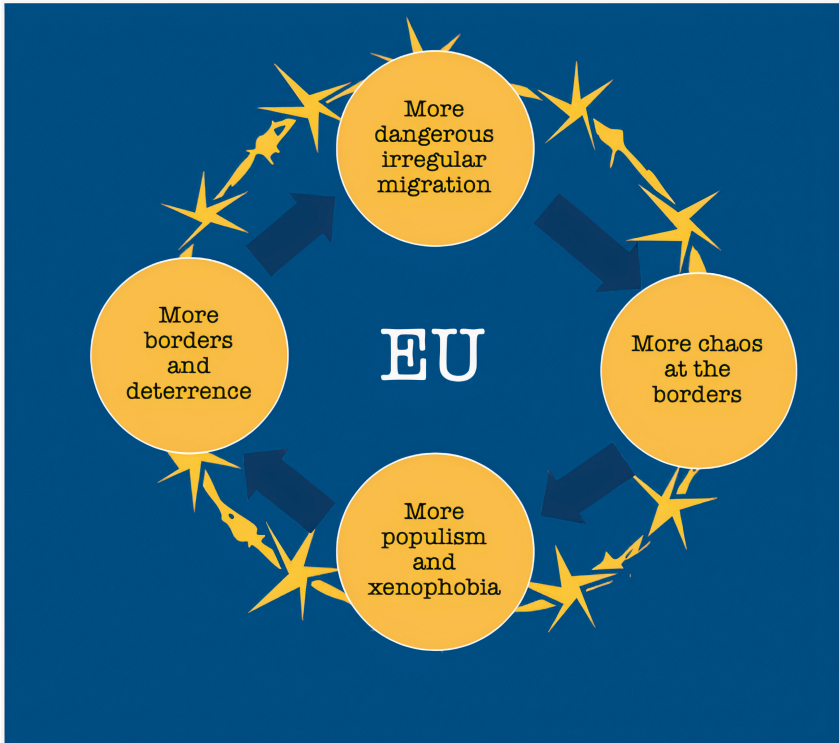 More
dangerous
irregular
migration
More chaos
at the
borders
More
populism
and
xenophobia
More
borders
and
deterrence
EU